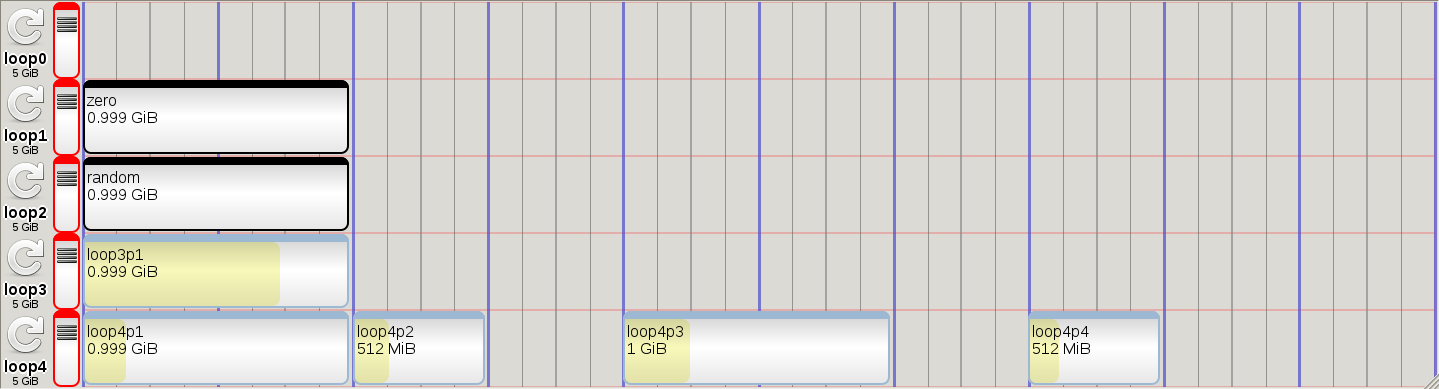 loop0
5 GiB
zero
0.999 GiB
loop1
5 GiB
random
0.999 GiB
loop2
5 GiB
loop3p1
0.999 GiB
loop3
5 GiB
loop4p1
0.999 GiB
loop4p2
512 MiB
loop4p3
1 GiB
loop4p4
512 MiB
loop4
5 GiB